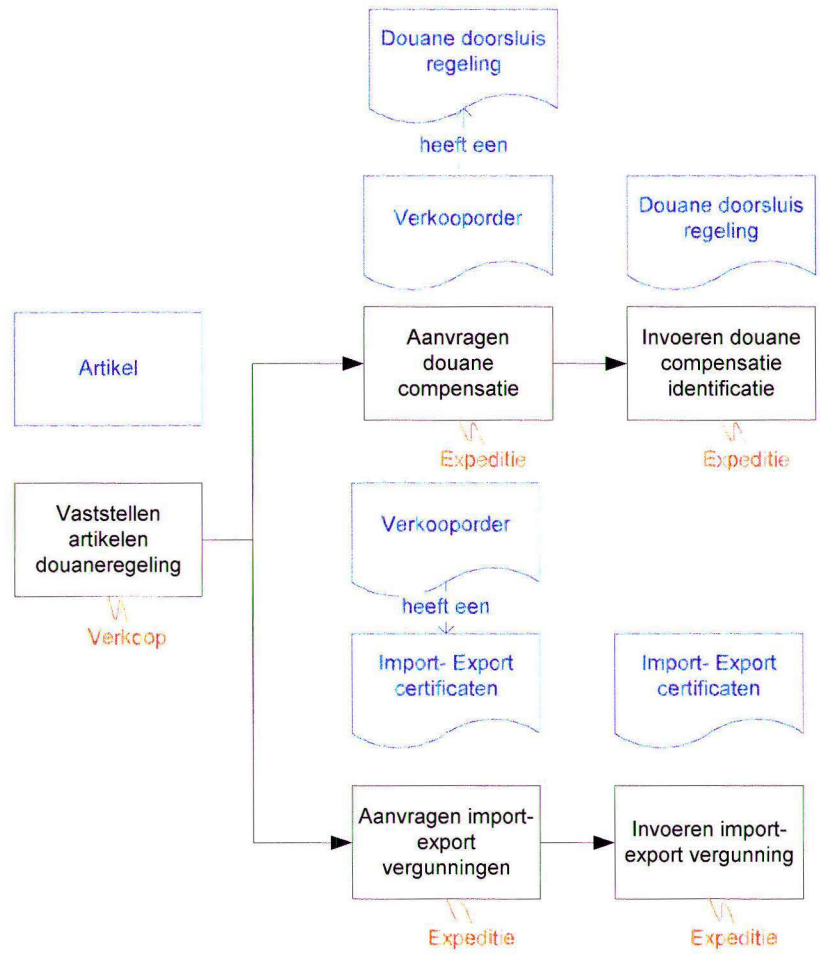 Douane doorsluis
regeling
heeft een
Verkooporder
Douane doorsluis
regeling
Artikel
Aanvragen
douane
compensatie
Invoeren douane
compensatie
identificatie
Expeditie
Expeditie
Vaststellen
artikelen
douaneregeling
Verkoop
Verkooporder
heeft een
Import- Export
certificaten
Import- Export
certificaten
Aanvragen import-
export
vergunningen
Invoeren import-
export vergunning
Expeditie
Expeditie